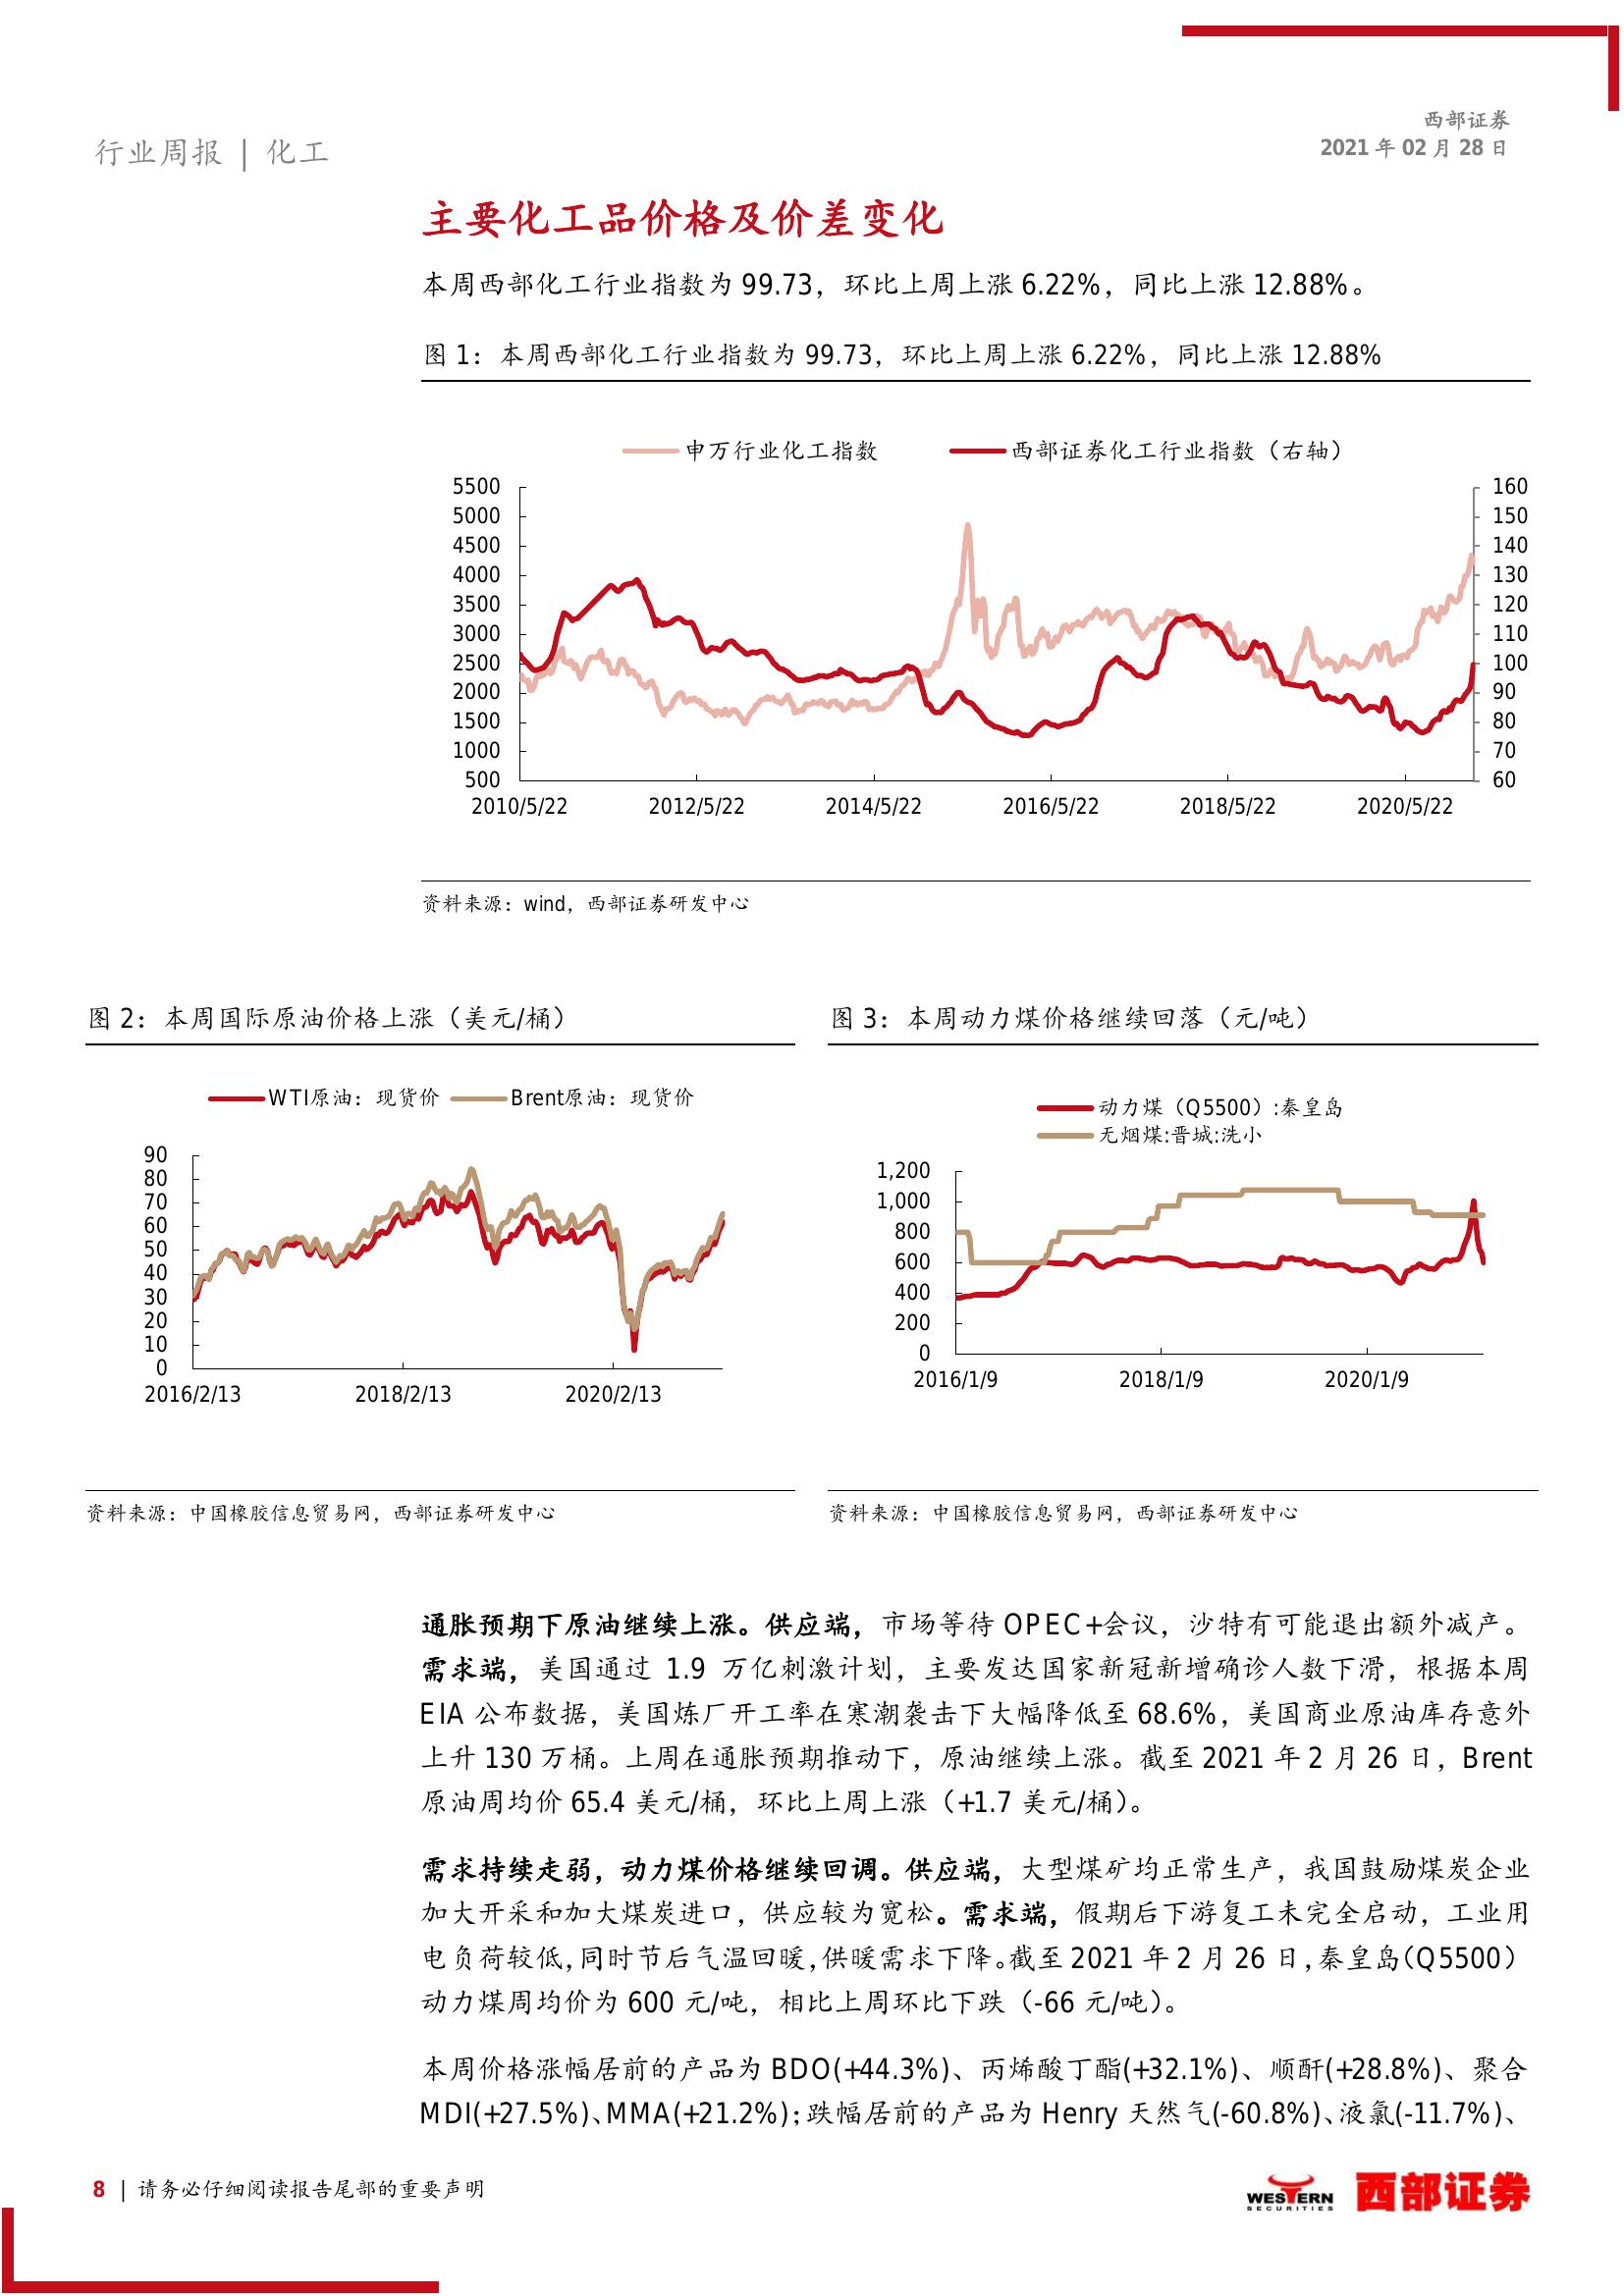 行业周报 | 化工
西部证券
2021 年 02 月 28 日
主要化工品价格及价差变化
本周西部化工行业指数为 99.73，环比上周上涨 6.22%，同比上涨 12.88%。
图 1：本周西部化工行业指数为 99.73，环比上周上涨 6.22%，同比上涨 12.88%
申万行业化工指数 西部证券化工行业指数（右轴）
5500 160
5000 150
4500 140
4000 130
3500 120
3000 110
2500 100
2000 90
1500 80
1000 70
500 60
2010/5/22 2012/5/22 2014/5/22 2016/5/22 2018/5/22 2020/5/22
资料来源：wind，西部证券研发中心
图 2：本周国际原油价格上涨（美元/桶）
WTI原油：现货价 Brent原油：现货价
90
80
70
60
50
40
30
20
10
0
2016/2/13 2018/2/13 2020/2/13
资料来源：中国橡胶信息贸易网，西部证券研发中心
图 3：本周动力煤价格继续回落（元/吨）
动力煤（Q5500）:秦皇岛
无烟煤:晋城:洗小
1,200
1,000
800
600
400
200
0
2016/1/9 2018/1/9 2020/1/9
资料来源：中国橡胶信息贸易网，西部证券研发中心
通胀预期下原油继续上涨。供应端，市场等待 OPEC+会议，沙特有可能退出额外减产。
需求端，美国通过 1.9 万亿刺激计划，主要发达国家新冠新增确诊人数下滑，根据本周
EIA 公布数据，美国炼厂开工率在寒潮袭击下大幅降低至 68.6%，美国商业原油库存意外
上升 130 万桶。上周在通胀预期推动下，原油继续上涨。截至 2021 年 2 月 26 日，Brent
原油周均价 65.4 美元/桶，环比上周上涨（+1.7 美元/桶）。
需求持续走弱，动力煤价格继续回调。供应端，大型煤矿均正常生产，我国鼓励煤炭企业
加大开采和加大煤炭进口，供应较为宽松。需求端，假期后下游复工未完全启动，工业用
电负荷较低，同时节后气温回暖，供暖需求下降。截至 2021 年 2 月 26 日，秦皇岛（Q5500）
动力煤周均价为 600 元/吨，相比上周环比下跌（-66 元/吨）。
本周价格涨幅居前的产品为 BDO(+44.3%)、丙烯酸丁酯(+32.1%)、顺酐(+28.8%)、聚合
MDI(+27.5%)、MMA(+21.2%)；跌幅居前的产品为 Henry 天然气(-60.8%)、液氯(-11.7%)、
8 | 请务必仔细阅读报告尾部的重要声明
WESTERN
SECURITIES
西部证券